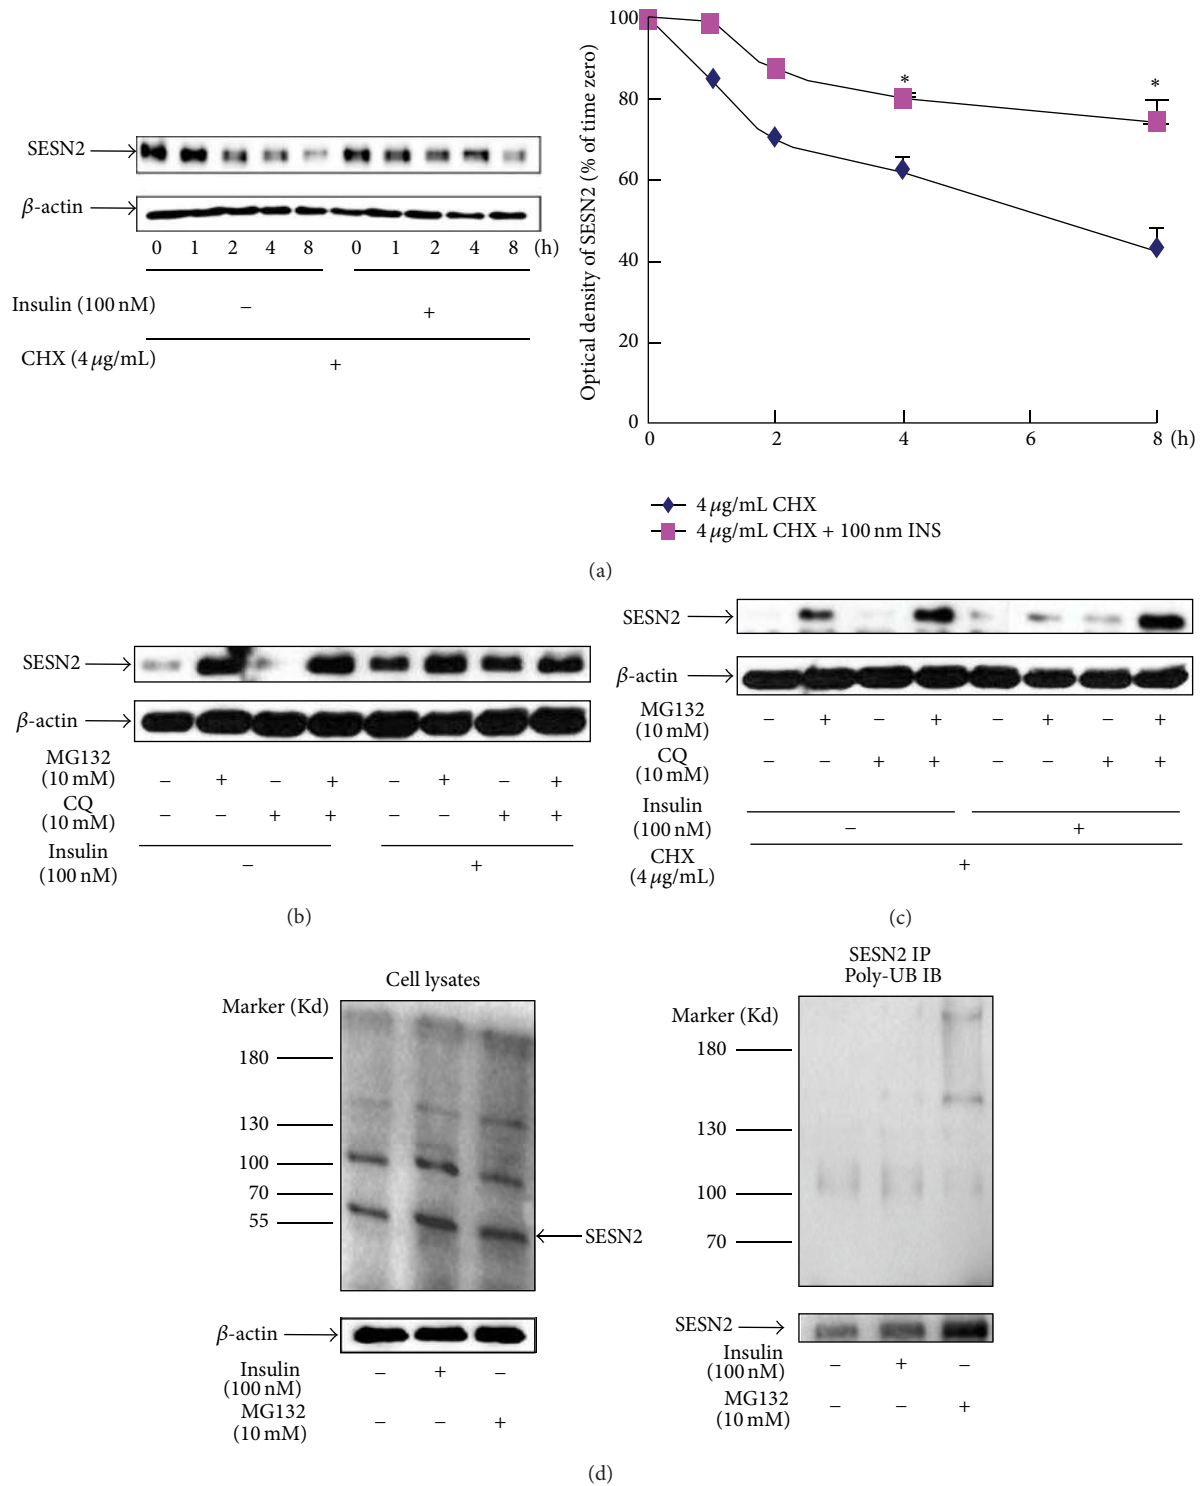 SESN2
β-actin
0 1 2 4 8 0 1 2 4 8 (h)
Insulin (100 nM)
− +
CHX (4 μg/mL)
+
Optical density of SESN2 (% of time zero)
100
80
60
40
20
0
* *
0 2 4 6 8 (h)
4 μg/mL CHX
4 μg/mL CHX + 100 nm INS
(a)
SESN2
β-actin
MG132
(10 mM)
− + − + − + − +
CQ
(10 mM)
− − + + − − + +
Insulin
(100 nM)
− +
(b)
SESN2
β-actin
MG132
(10 mM)
− + − + − + − +
CQ
(10 mM)
− − + + − − + +
Insulin
(100 nM)
− +
CHX
(4 μg/mL)
+
(c)
Cell lysates
Marker (Kd)
180
130
100
70
55
SESN2
β-actin
Insulin
(100 nM)
− + −
MG132
(10 mM)
− − +
SESN2 IP
Poly-UB IB
Marker (Kd)
180
130
100
70
SESN2
Insulin
(100 nM)
− + −
MG132
(10 mM)
− − +
(d)